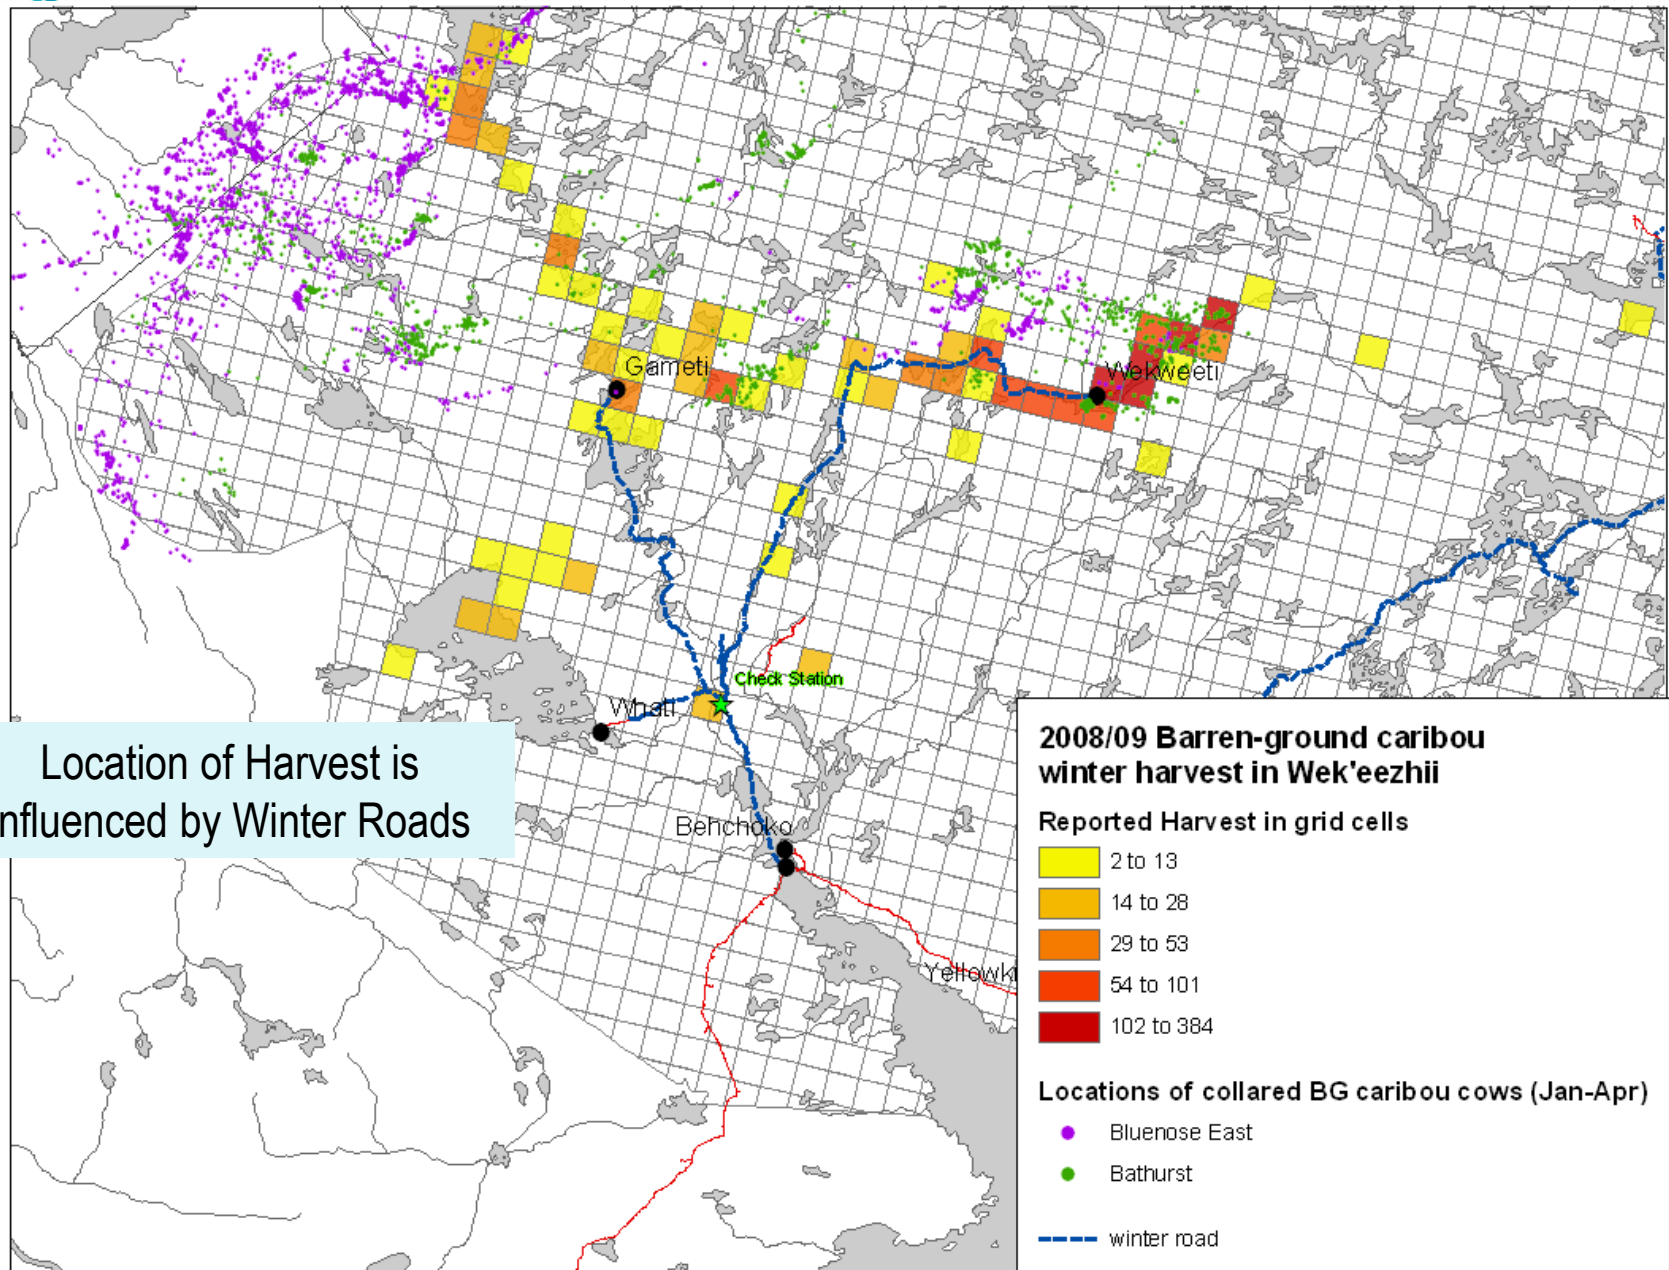 Gameti
Wekweeti
Check Station
Whati
Location of Harvest is
nfluenced by Winter Roads
Behchoko
Yellowk
2008/09 Barren-ground caribou
winter harvest in Wek'eezhii
Reported Harvest in grid cells
2 to 13
14 to 28
29 to 53
54 to 101
102 to 384
Locations of collared BG caribou cows (Jan-Apr)
Bluenose East
Bathurst
winter road